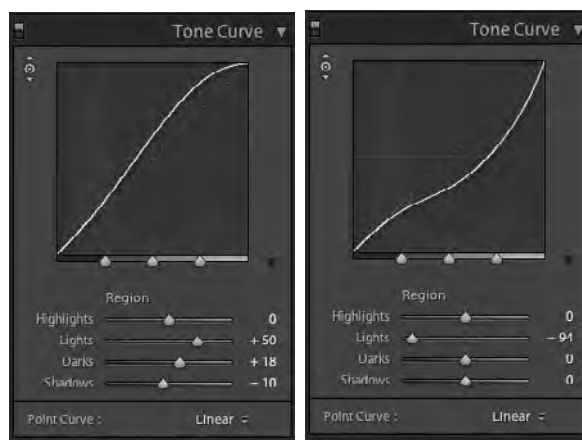 Tone Curve ▼
Region
Highlights 0
Lights + 50
Darks + 18
Shadows - 10
Point Curve : Linear
Tone Curve ▼
Region
Highlights 0
Lights - 94
Darks 0
Shadows 0
Point Curve : Linear